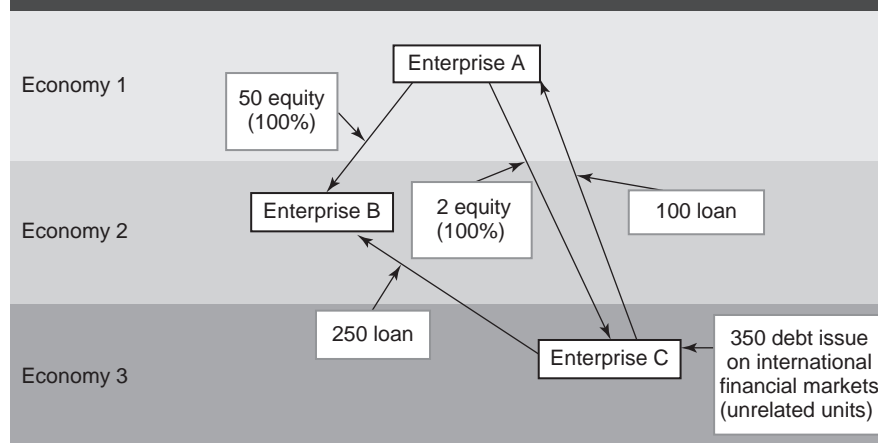 Enterprise A
Economy 1
50 equity
(100%)
Enterprise B
2 equity
(100%)
100 loan
Economy 2
250 loan
Enterprise C
350 debt issue
on international
financial markets
(unrelated units)
Economy 3